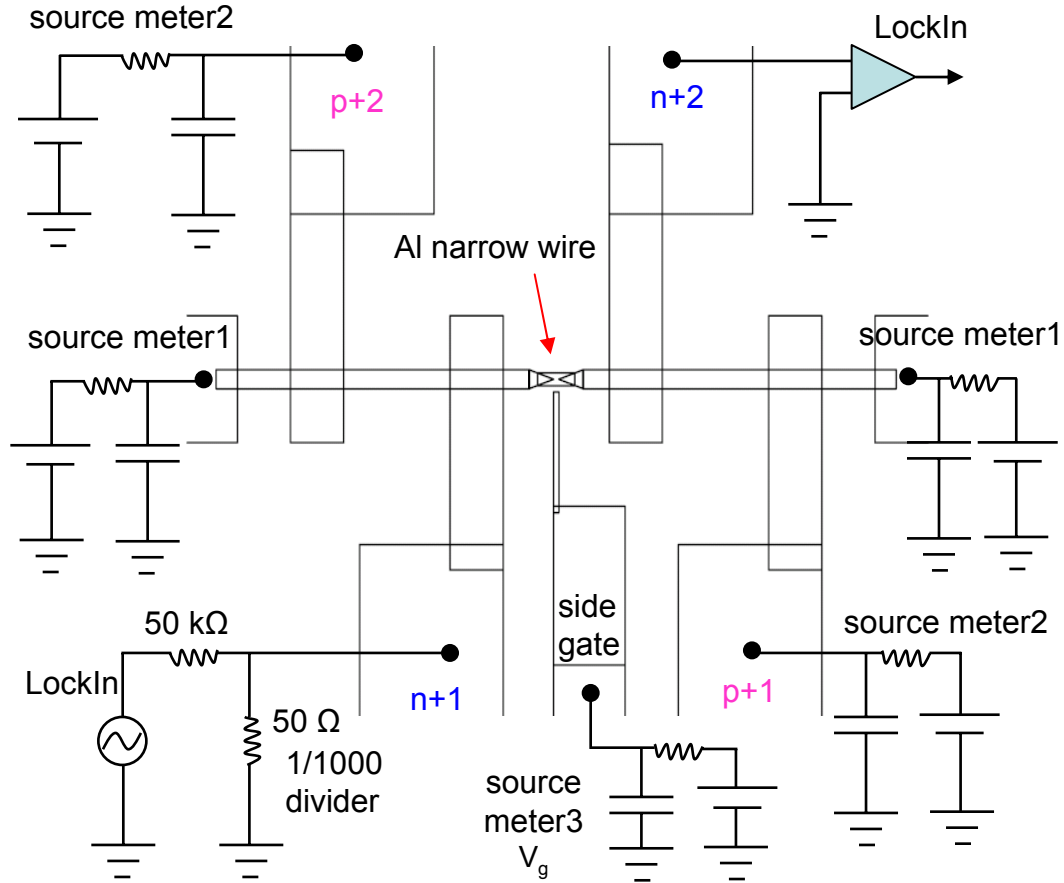 source meter2
LockIn
p+2
n+2
Al narrow wire
source meter1
source meter1
50 kΩ
side
gate
source meter2
LockIn
n+1
p+1
50 Ω
1/1000
divider
source
meter3
Vg